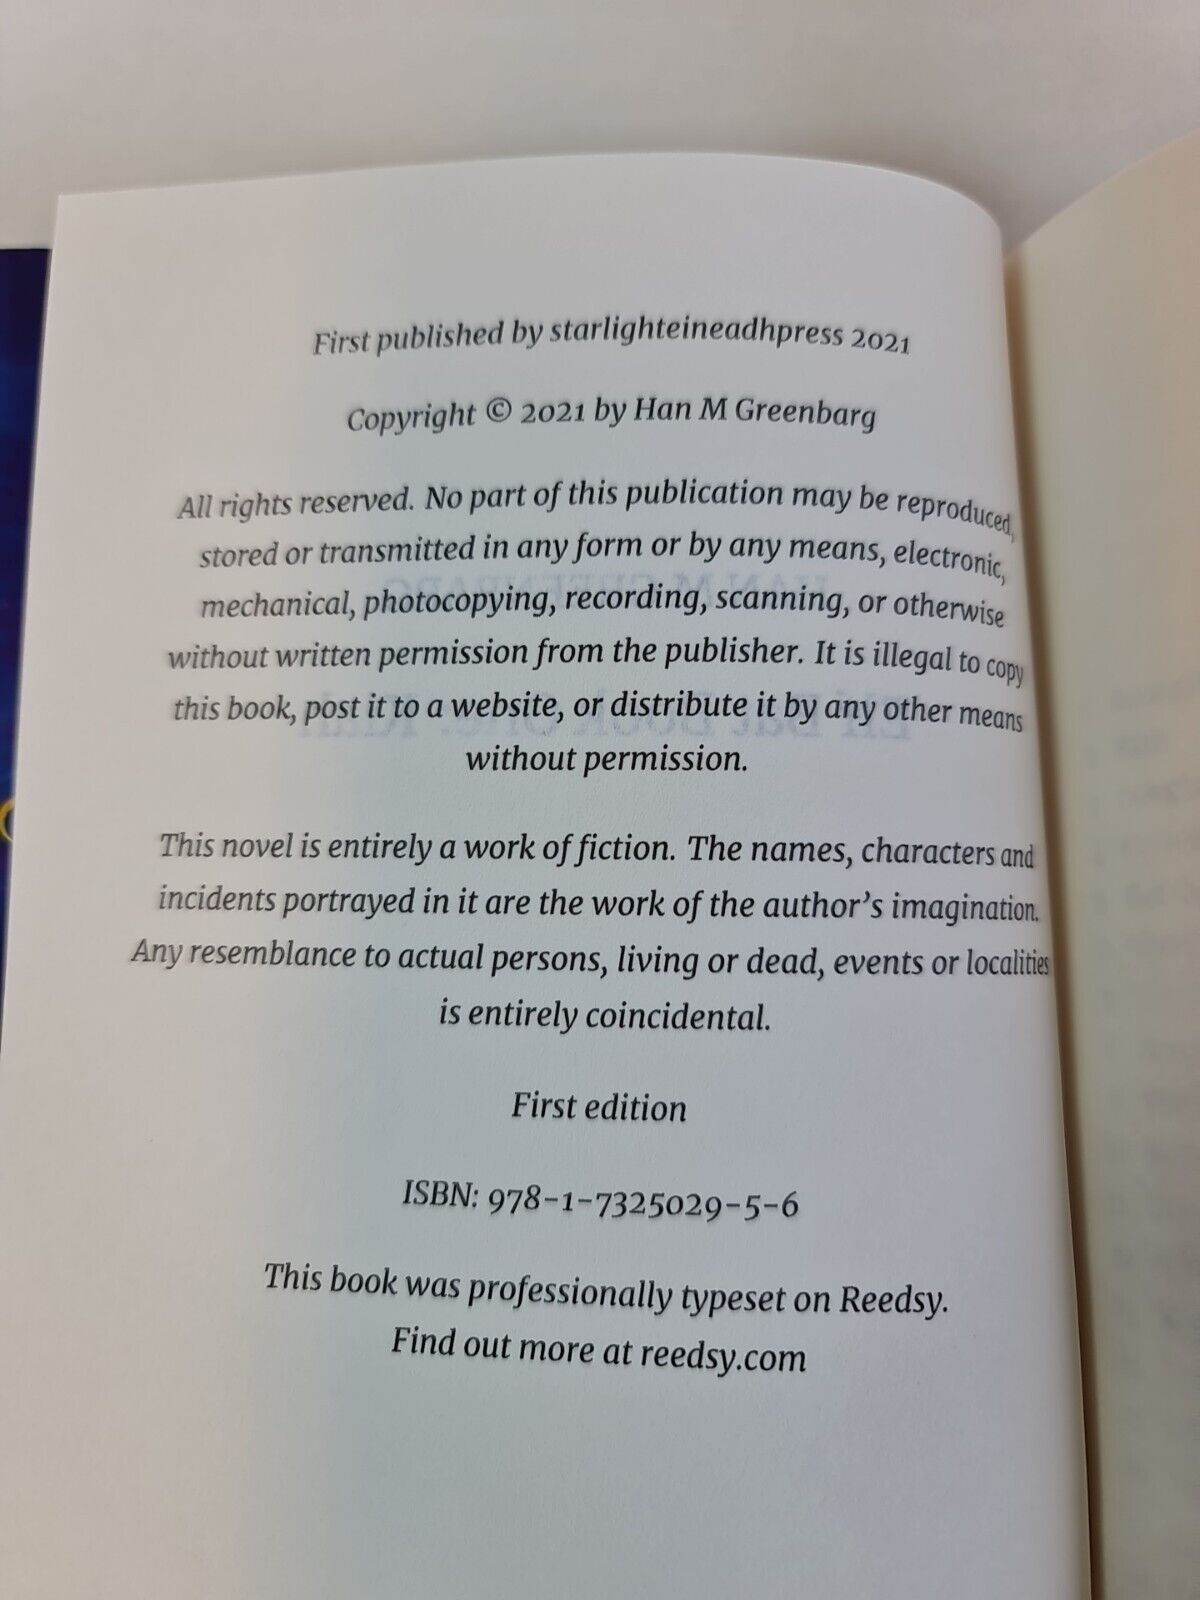 First published by starlighteineadhpress 2021
Copyright © 2021 by Han M Greenbarg
All rights reserved. No part of this publication may be reproduced,
stored or transmitted in any form or by any means, electronic,
mechanical, photocopying, recording, scanning, or otherwise
without written permission from the publisher. It is illegal to copy
this book, post it to a website, or distribute it by any other means
without permission.
This novel is entirely a work of fiction. The names, characters and
incidents portrayed in it are the work of the author's imagination.
Any resemblance to actual persons, living or dead, events or localities
is entirely coincidental.
First edition
ISBN: 978-1-7325029-5-6
This book was professionally typeset on Reedsy.
Find out more at reedsy.com